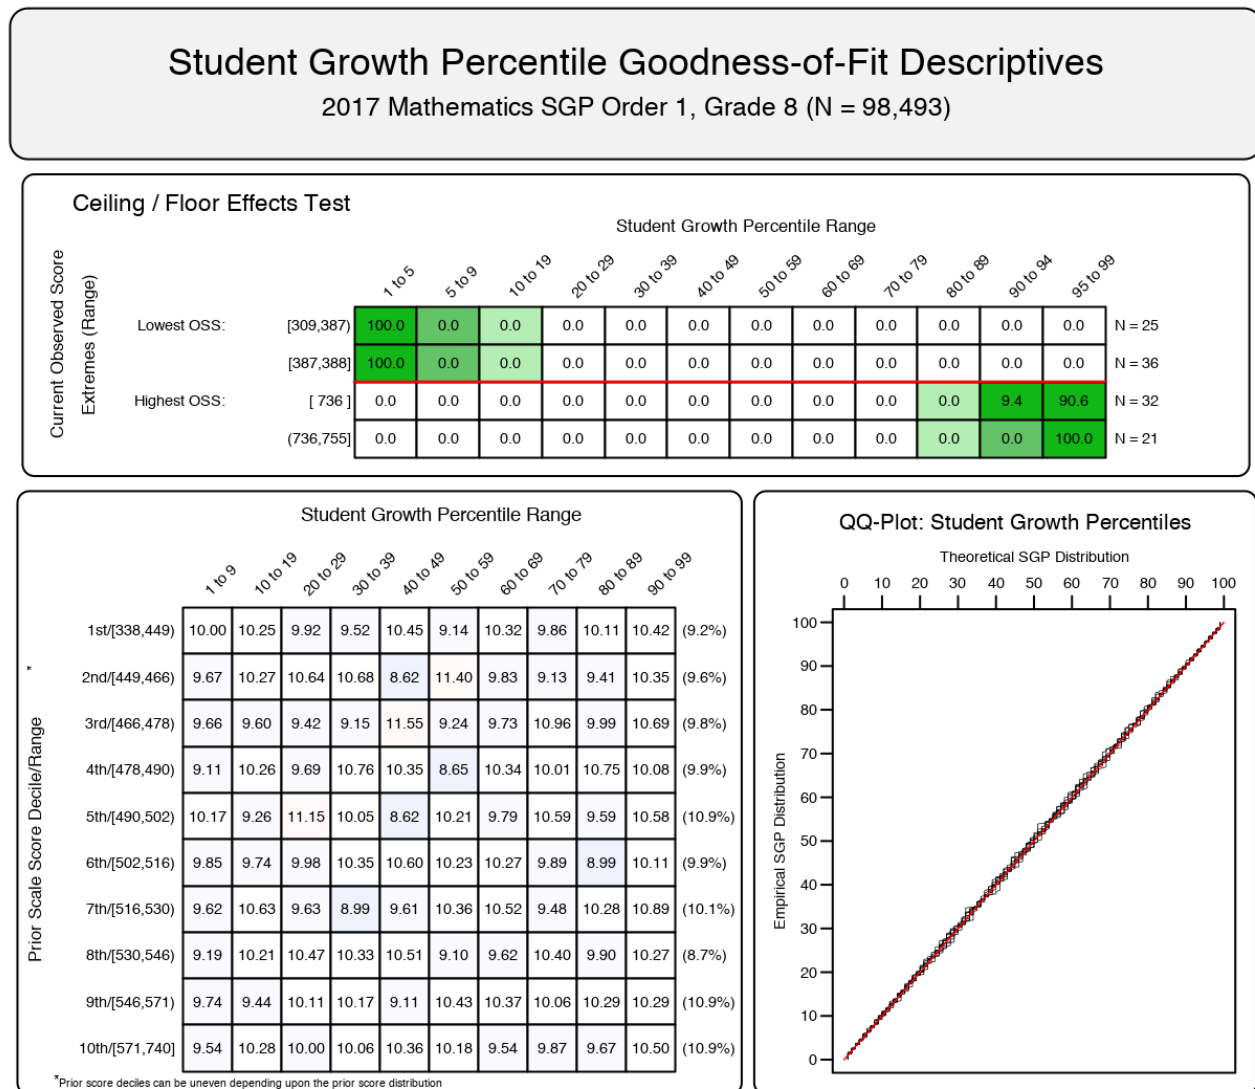 Student Growth Percentile Goodness-of-Fit Descriptives
2017 Mathematics SGP Order 1, Grade 8 (N = 98,493)
Ceiling / Floor Effects Test
Student Growth Percentile Range
Current Observed Score
Extremes (Range)
1 to 5 5 to 9 10 to 19 20 to 29 30 to 39 40 to 49 50 to 59 60 to 69 70 to 79 80 to 89 90 to 94 95 to 99
Lowest OSS: [309,387) 100.0 0.0 0.0 0.0 0.0 0.0 0.0 0.0 0.0 0.0 0.0 0.0 N = 25
[387,388] 100.0 0.0 0.0 0.0 0.0 0.0 0.0 0.0 0.0 0.0 0.0 0.0 N = 36
Highest OSS: [ 736 ] 0.0 0.0 0.0 0.0 0.0 0.0 0.0 0.0 0.0 0.0 9.4 90.6 N = 32
(736,755] 0.0 0.0 0.0 0.0 0.0 0.0 0.0 0.0 0.0 0.0 0.0 100.0 N = 21
Student Growth Percentile Range
1 to 9 10 to 19 20 to 29 30 to 39 40 to 49 50 to 59 60 to 69 70 to 79 80 to 89 90 to 99
Prior Scale Score Decile/Range *
1st/[338,449) 10.00 10.25 9.92 9.52 10.45 9.14 10.32 9.86 10.11 10.42 (9.2%)
2nd/[449,466) 9.67 10.27 10.64 10.68 8.62 11.40 9.83 9.13 9.41 10.35 (9.6%)
3rd/[466,478) 9.66 9.60 9.42 9.15 11.55 9.24 9.73 10.96 9.99 10.69 (9.8%)
4th/[478,490) 9.11 10.26 9.69 10.76 10.35 8.65 10.34 10.01 10.75 10.08 (9.9%)
5th/[490,502) 10.17 9.26 11.15 10.05 8.62 10.21 9.79 10.59 9.59 10.58 (10.9%)
6th/[502,516) 9.85 9.74 9.98 10.35 10.60 10.23 10.27 9.89 8.99 10.11 (9.9%)
7th/[516,530) 9.62 10.63 9.63 8.99 9.61 10.36 10.52 9.48 10.28 10.89 (10.1%)
8th/[530,546) 9.19 10.21 10.47 10.33 10.51 9.10 9.62 10.40 9.90 10.27 (8.7%)
9th/[546,571) 9.74 9.44 10.11 10.17 9.11 10.43 10.37 10.06 10.29 10.29 (10.9%)
10th/[571,740] 9.54 10.28 10.00 10.06 10.36 10.18 9.54 9.87 9.67 10.50 (10.9%)
*Prior score deciles can be uneven depending upon the prior score distribution
QQ-Plot: Student Growth Percentiles
Theoretical SGP Distribution
0 10 20 30 40 50 60 70 80 90 100
Empirical SGP Distribution
100
90
80
70
60
50
40
30
20
10
0